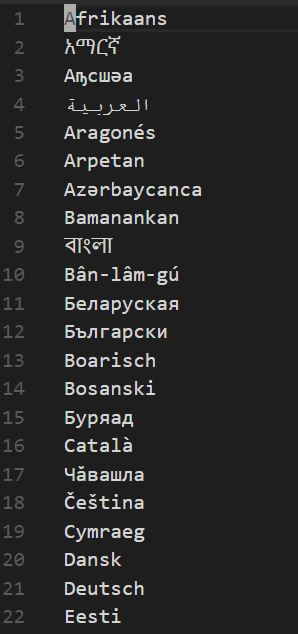 1 Afrikaans
2 አማርኛ
3 Аҧсшәа
4 العربية
5 Aragonés
6 Arpetan
7 Azərbaycanca
8 Bamanankan
9 বাংলা
10 Bân-lâm-gú
11 Беларуская
12 Български
13 Boarisch
14 Bosanski
15 Буряад
16 Català
17 Чӑвашла
18 Čeština
19 Cymraeg
20 Dansk
21 Deutsch
22 Eesti